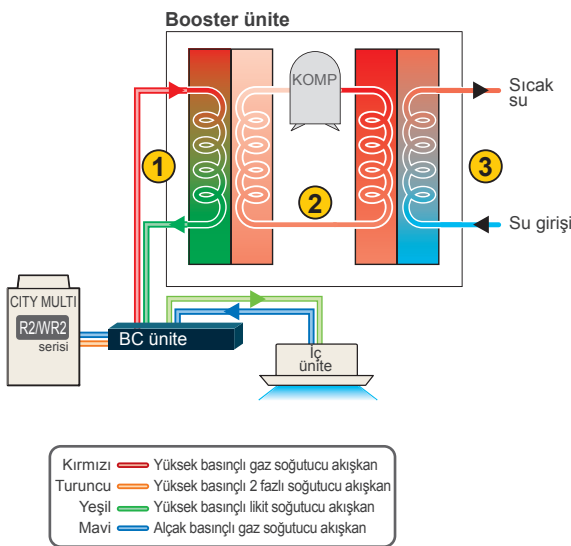 Booster ünite
KOMP
Sıcak
su
1
3
2
Su girişi
CITY MULTI
R2/WR2
serisi
BC ünite
İç
ünite
Kırmızı Yüksek basınçlı gaz soğutucu akışkan
Turuncu Yüksek basınçlı 2 fazlı soğutucu akışkan
Yeşil Yüksek basınçlı likit soğutucu akışkan
Mavi Alçak basınçlı gaz soğutucu akışkan